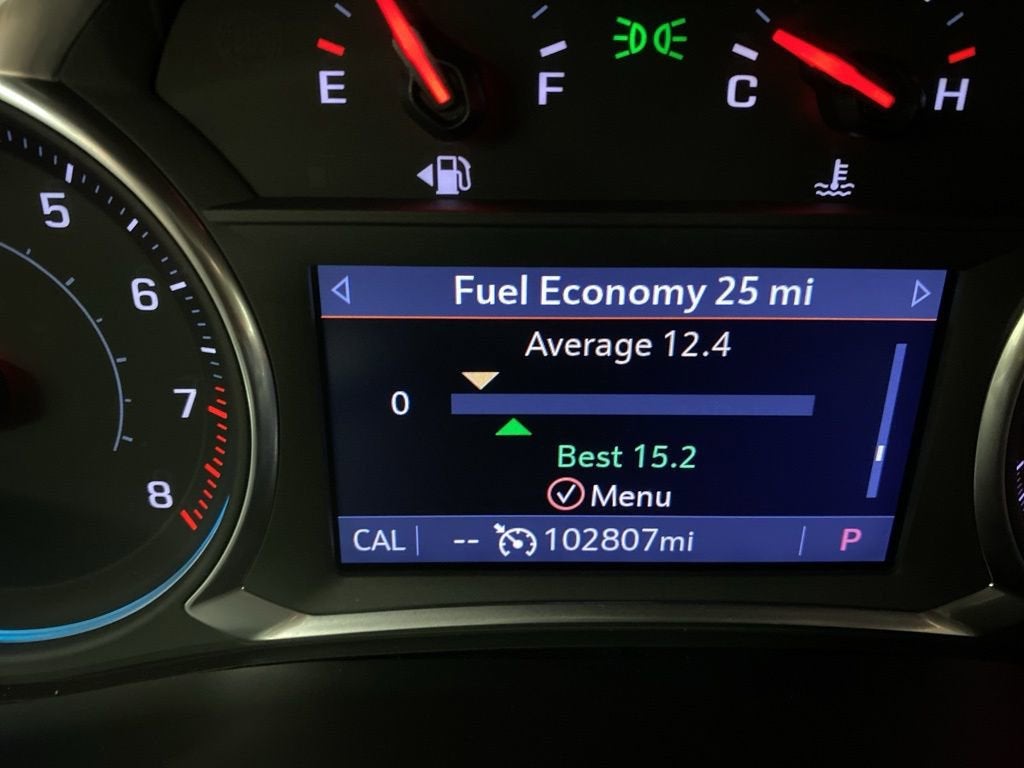 E F C H
5
6
7
8
Fuel Economy 25 mi
Average 12.4
0
Best 15.2
Menu
CAL -- 102807mi P